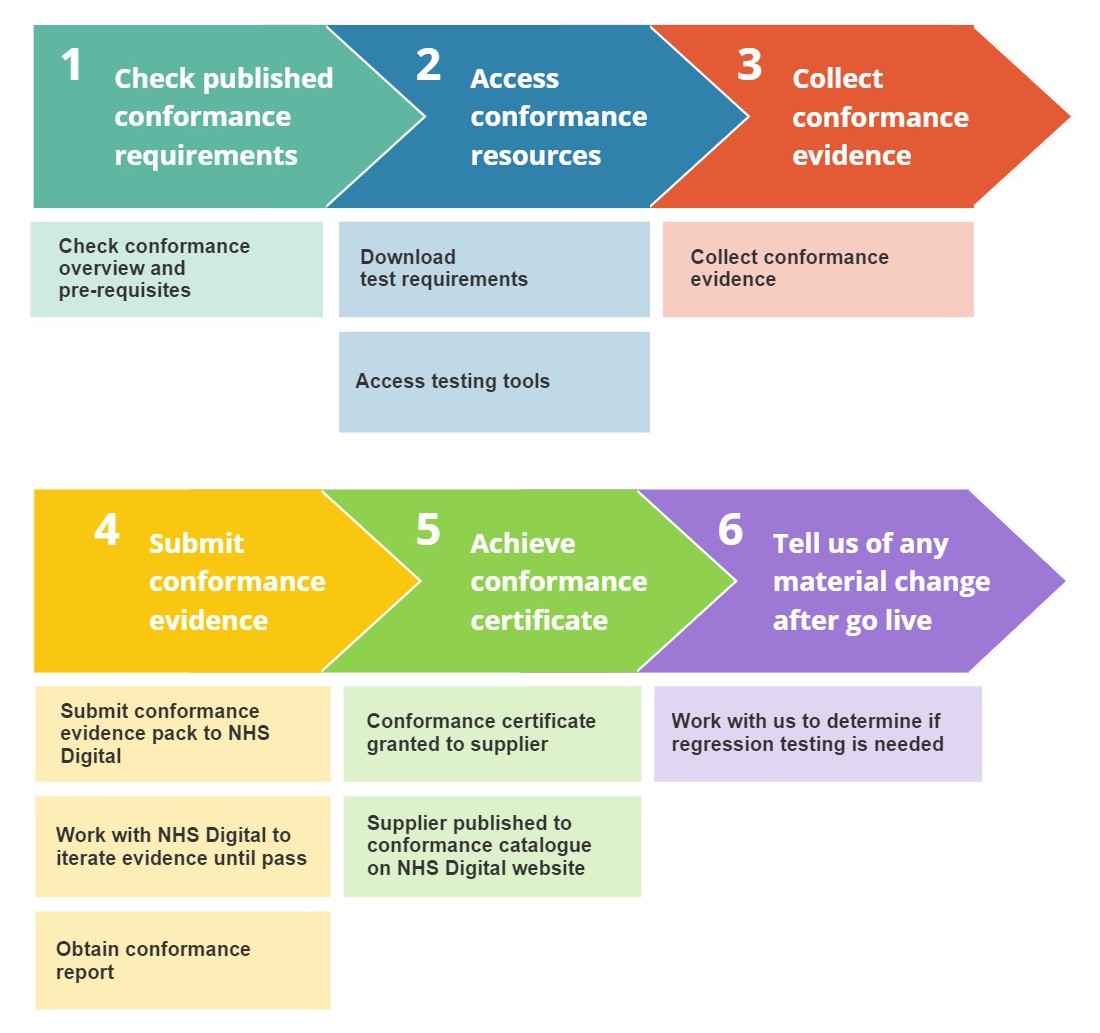 1
Check published
conformance
requirements
2
Access
conformance
resources
3
Collect
conformance
evidence
Check conformance
overview and
pre-requisites
Download
test requirements
Access testing tools
Collect conformance
evidence
4
Submit
conformance
evidence
5
Achieve
conformance
certificate
6
Tell us of any
material change
after go live
Submit conformance
evidence pack to NHS
Digital
Work with NHS Digital to
iterate evidence until pass
Obtain conformance
report
Conformance certificate
granted to supplier
Supplier published to
conformance catalogue
on NHS Digital website
Work with us to determine if
regression testing is needed